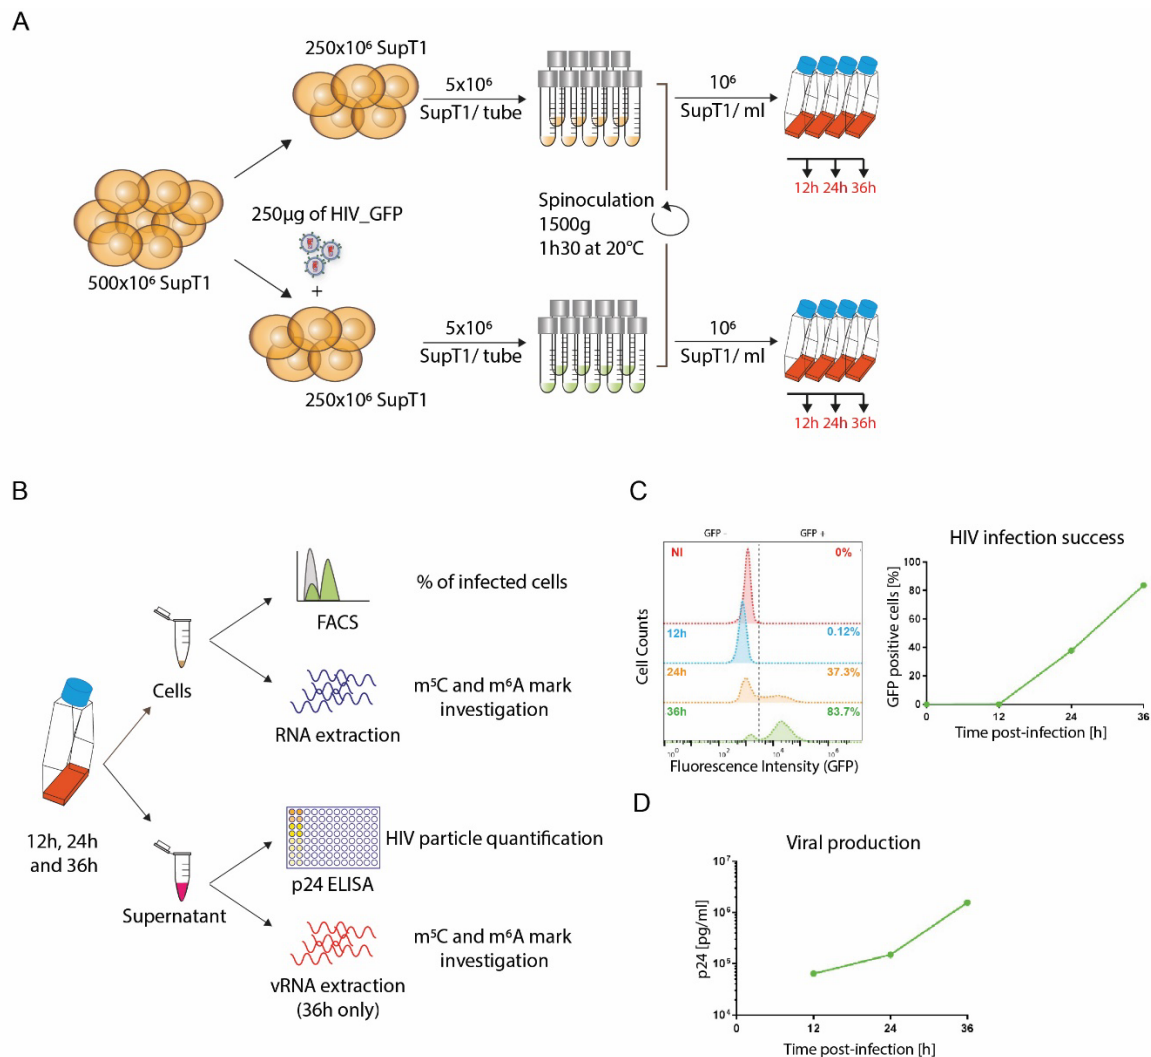 A
250x10⁶ SupT1
5x10⁶
SupT1/ tube
10⁶
SupT1/ ml
12h 24h 36h
500x10⁶ SupT1
250µg of HIV_GFP
+
Spinoculation
1500g
1h30 at 20°C
250x10⁶ SupT1
5x10⁶
SupT1/ tube
10⁶
SupT1/ ml
12h 24h 36h
B
12h, 24h
and 36h
Cells
Supernatant
FACS
% of infected cells
RNA extraction
m⁵C and m⁶A mark
investigation
p24 ELISA
HIV particle quantification
vRNA extraction
(36h only)
m⁵C and m⁶A mark
investigation
C
GFP -
GFP +
NI
0%
12h
0.12%
24h
37.3%
36h
83.7%
Cell Counts
10⁰ 10² 10⁴ 10⁶
Fluorescence Intensity (GFP)
HIV infection success
GFP positive cells [%]
100
80
60
40
20
0
0 12 24 36
Time post-infection [h]
D
Viral production
p24 [pg/ml]
10⁷
10⁶
10⁵
10⁴
0 12 24 36
Time post-infection [h]